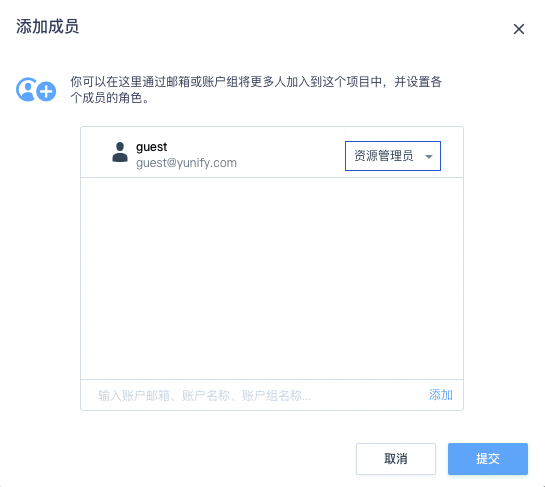 添加成员
你可以在这里通过邮箱或账户组将更多人加入到这个项目中，并设置各
个成员的角色。
guest
guest@yunify.com
资源管理员
输入账户邮箱、账户名称、账户组名称...
添加
取消
提交